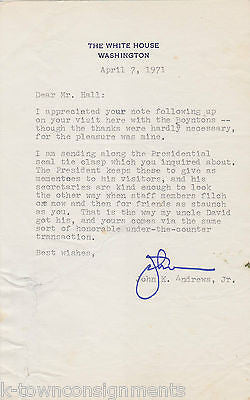 THE WHITE HOUSE
WASHINGTON
April 7, 1971
Dear Mr. Hall:
I appreciated your note following up
on your visit here with the Boyntons --
though the thanks were hardly necessary,
for the pleasure was mine.
I am sending along the Presidential
seal tie clasp which you inquired about.
The President keeps these to give as
mementoes to his visitors, and his
secretaries are kind enough to look
the other way when staff members filch
one now and then for friends as staunch
as you. That is the way my uncle David
got his, and yours comes via the same
sort of honorable under-the-counter
transaction.
Best wishes,
John
John K. Andrews, Jr.
k-townconsignments